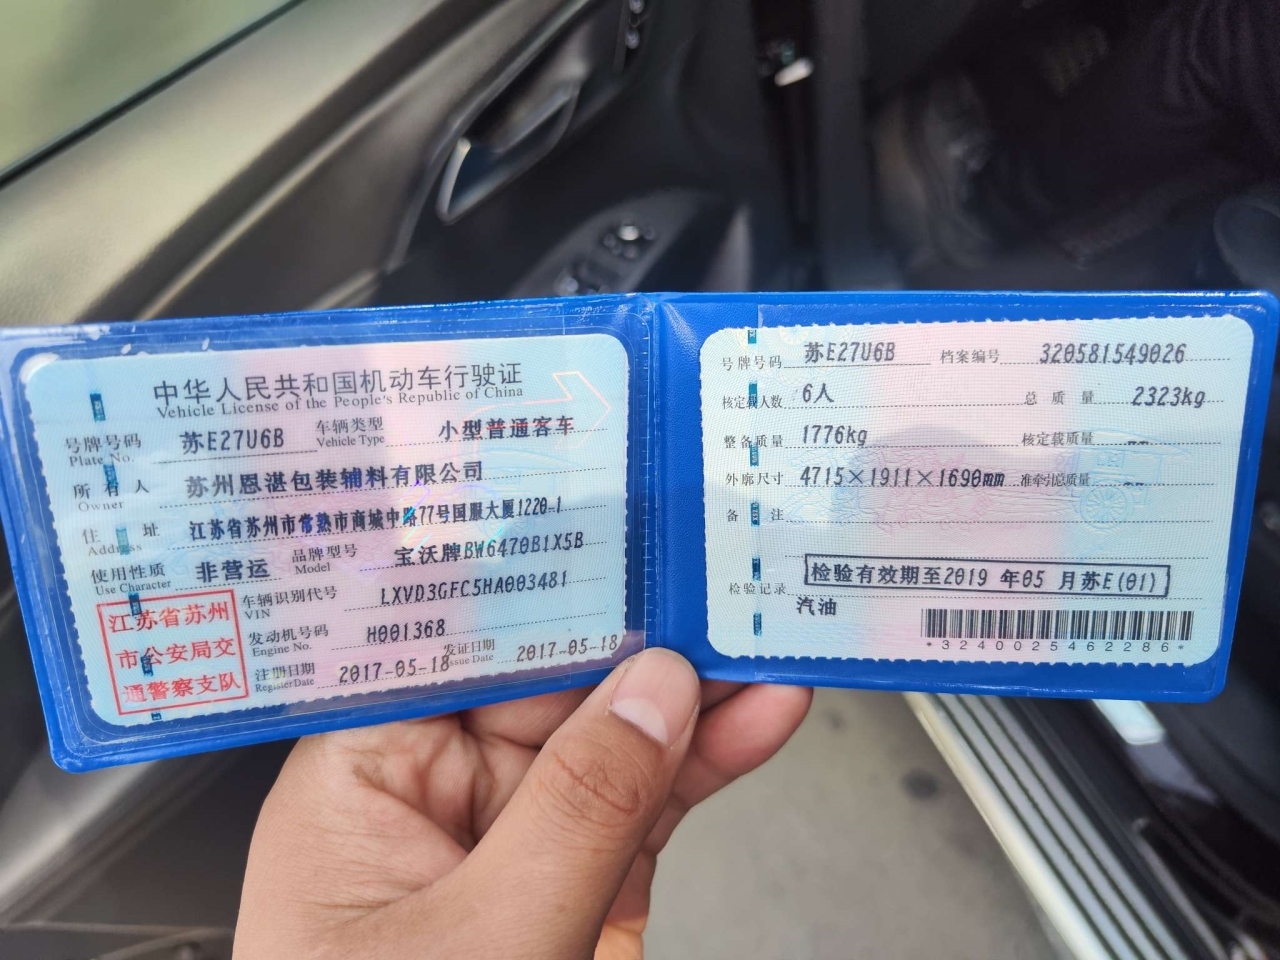 中华人民共和国机动车行驶证
Vehicle License of the People's Republic of China
号牌号码 苏E27U6B 车辆类型 小型普通客车
Plate No. Vehicle Type
所有人 苏州恩湛包装辅料有限公司
Owner
住址 江苏省苏州市常熟市商城中路77号国服大厦1220-1
Address
使用性质 非营运 品牌型号 宝沃牌BW6470B1X5B
Use Character Model
江苏省苏州
市公安局交
通警察支队
车辆识别代号 LXVD3GFC5HA003481
VIN
发动机号码 H001368
Engine No.
注册日期 2017-05-18 发证日期 2017-05-18
Register Date Issue Date
号牌号码 苏E27U6B 档案编号 320581549026
核定载人数 6人 总质量 2323kg
整备质量 1776kg 核定载质量 --
外廓尺寸 4715×1911×1690mm 准牵引总质量 --
备注
检验记录 检验有效期至2019年05月苏E(01)
汽油
*3240025462286*